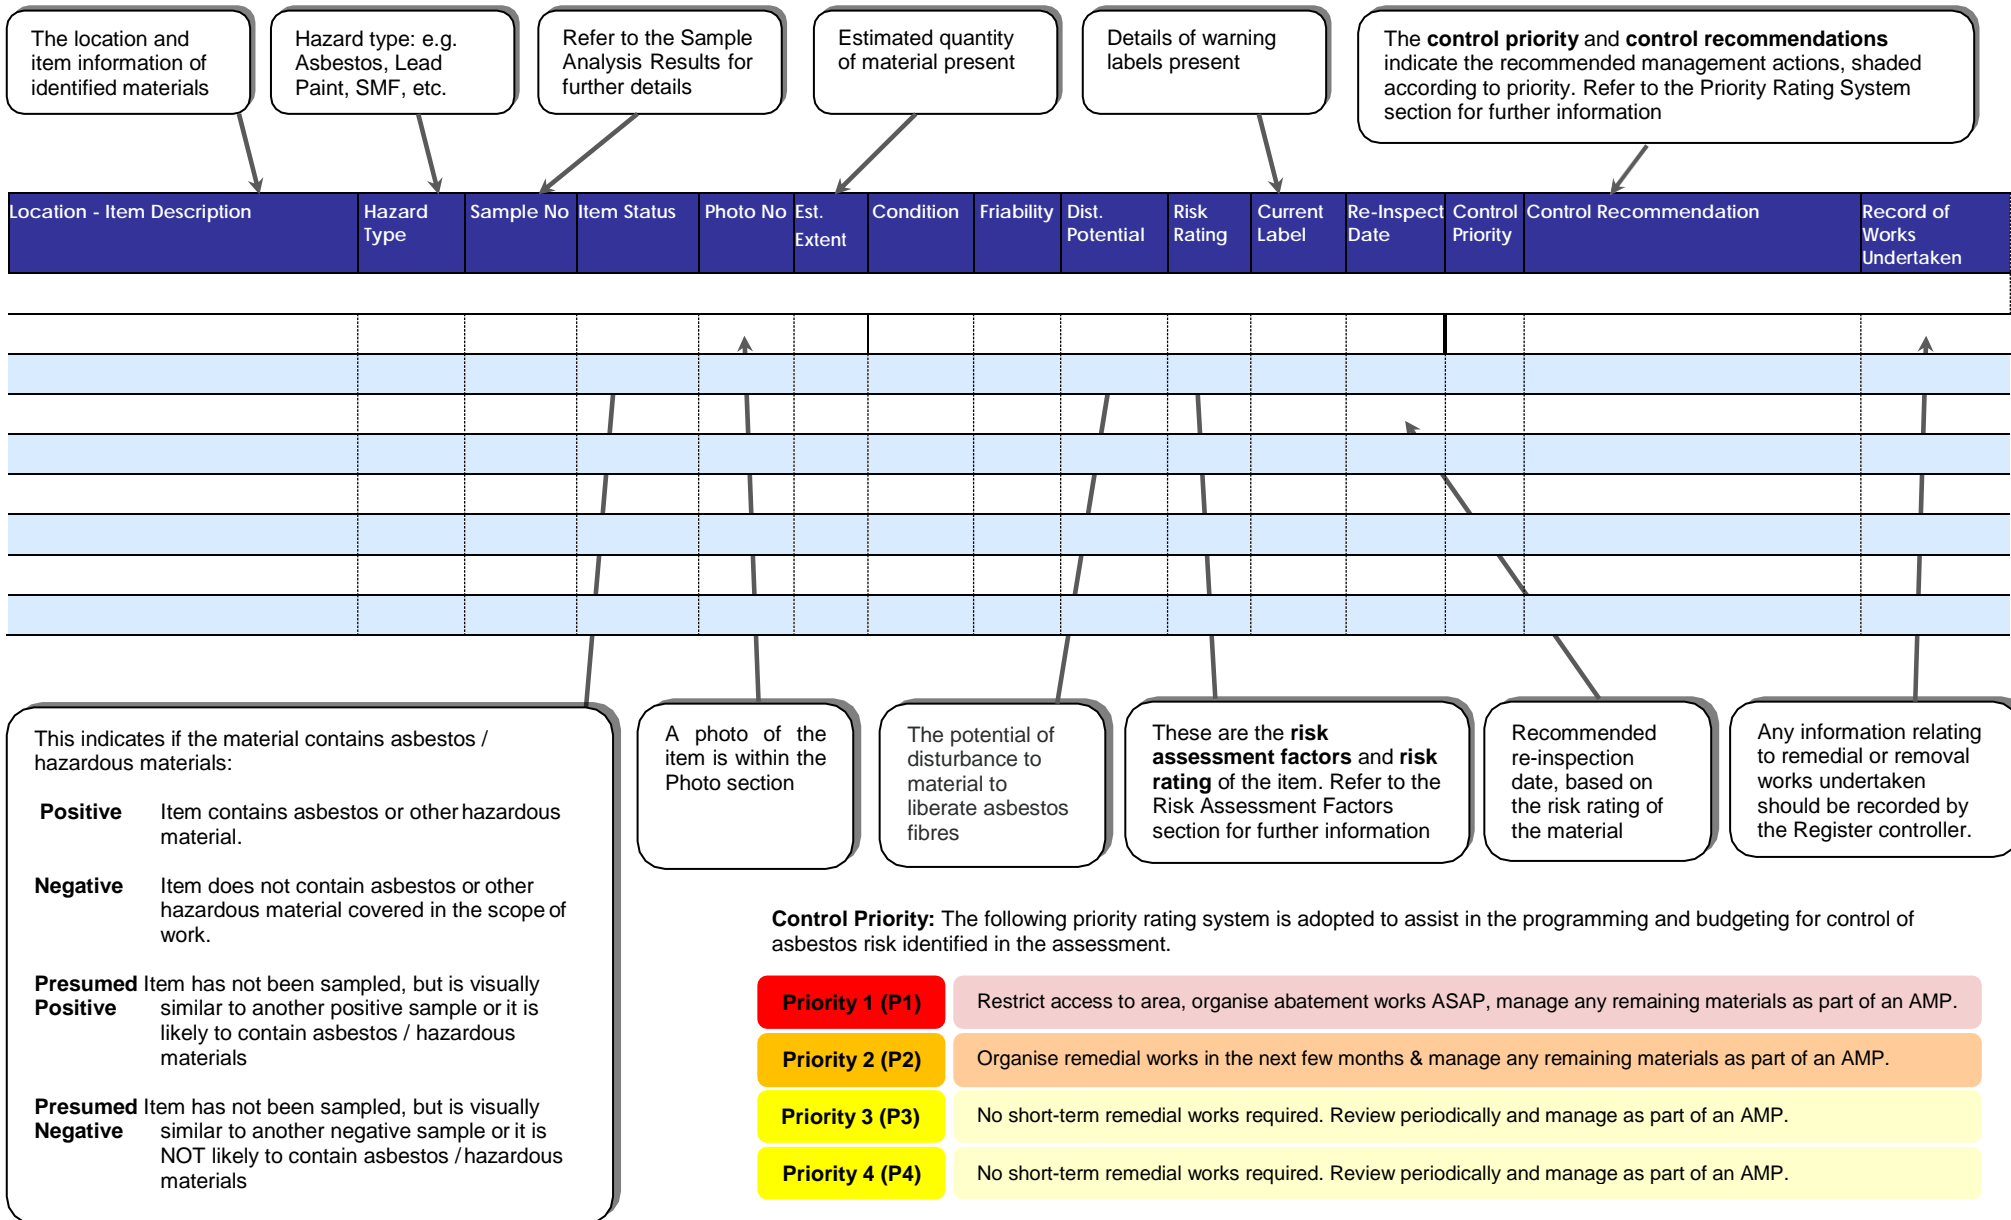 The location and
item information of
identified materials
Hazard type: e.g.
Asbestos, Lead
Paint, SMF, etc.
Refer to the Sample
Analysis Results for
further details
Estimated quantity
of material present
Details of warning
labels present
The control priority and control recommendations
indicate the recommended management actions, shaded
according to priority. Refer to the Priority Rating System
section for further information
Location - Item Description
Hazard
Type
Sample No
Item Status
Photo No
Est.
Extent
Condition
Friability
Dist.
Potential
Risk
Rating
Current
Label
Re-Inspect
Date
Control
Priority
Control Recommendation
Record of
Works
Undertaken
This indicates if the material contains asbestos /
hazardous materials:
Positive Item contains asbestos or other hazardous
material.
Negative Item does not contain asbestos or other
hazardous material covered in the scope of
work.
Presumed Item has not been sampled, but is visually
Positive similar to another positive sample or it is
likely to contain asbestos / hazardous
materials
Presumed Item has not been sampled, but is visually
Negative similar to another negative sample or it is
NOT likely to contain asbestos / hazardous
materials
A photo of the
item is within the
Photo section
The potential of
disturbance to
material to
liberate asbestos
fibres
These are the risk
assessment factors and risk
rating of the item. Refer to the
Risk Assessment Factors
section for further information
Recommended
re-inspection
date, based on
the risk rating of
the material
Any information relating
to remedial or removal
works undertaken
should be recorded by
the Register controller.
Control Priority: The following priority rating system is adopted to assist in the programming and budgeting for control of
asbestos risk identified in the assessment.
Priority 1 (P1) Restrict access to area, organise abatement works ASAP, manage any remaining materials as part of an AMP.
Priority 2 (P2) Organise remedial works in the next few months & manage any remaining materials as part of an AMP.
Priority 3 (P3) No short-term remedial works required. Review periodically and manage as part of an AMP.
Priority 4 (P4) No short-term remedial works required. Review periodically and manage as part of an AMP.